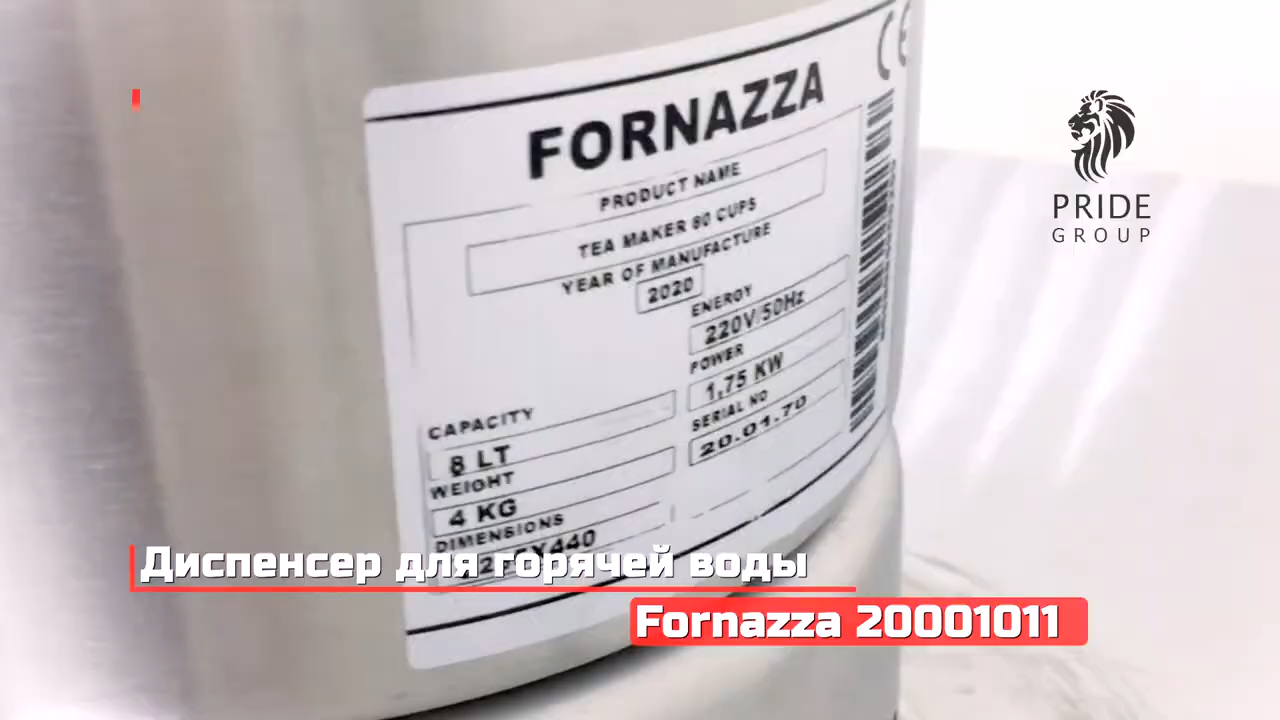 FORNAZZA
CE
PRODUCT NAME
TEA MAKER 60 CUPS
YEAR OF MANUFACTURE
2020
ENERGY
220V/50Hz
POWER
1,75 KW
SERIAL NO
20.01.70
CAPACITY
8 LT
WEIGHT
4 KG
DIMENSIONS
PRIDE
GROUP
Диспенсер для горячей воды
Fornazza 20001011